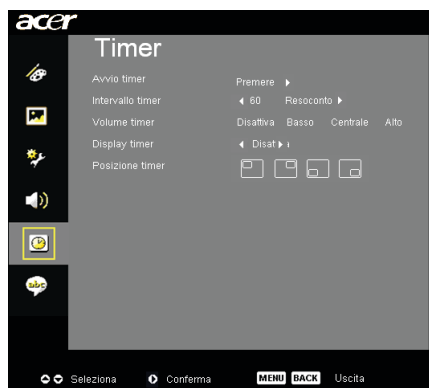 acer
Timer
Avvio timer Premere
Intervallo timer 60 Resoconto
Volume timer Disattiva Basso Centrale Alto
Display timer Disat
Posizione timer
abc
Seleziona Conferma MENU BACK Uscita